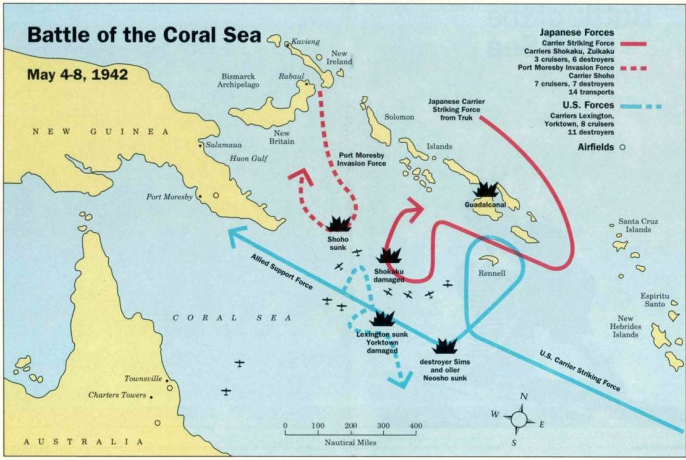 Battle of the Coral Sea
May 4-8, 1942
Japanese Forces
Carrier Striking Force
Carriers Shokaku, Zuikaku
3 cruisers, 6 destroyers
Port Moresby Invasion Force
Carrier Shoho
7 cruisers, 7 destroyers
14 transports
U.S. Forces
Carriers Lexington,
Yorktown, 8 cruisers
11 destroyers
Airfields
Kavieng
New
Ireland
Bismarck
Archipelago
Rabaul
Japanese Carrier
Striking Force
from Truk
Solomon
Islands
NEW GUINEA
Salamaua
Huon Gulf
New
Britain
Port Moresby
Invasion Force
Port Moresby
Guadalcanal
Shoho
sunk
Santa Cruz
Islands
Allied Support Force
Shokaku
damaged
Rennell
Espiritu
Santo
New
Hebrides
Islands
CORAL SEA
Lexington sunk
Yorktown
damaged
destroyer Sims
and oiler
Neosho sunk
U.S. Carrier Striking Force
Townsville
Charters Towers
AUSTRALIA
0 100 200 300 400
Nautical Miles
N
W E
S